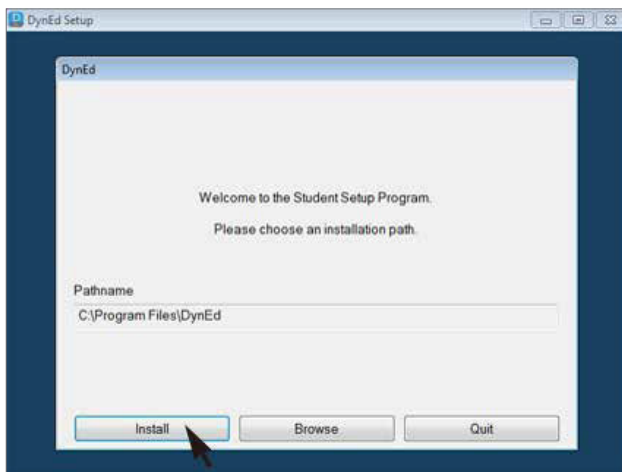 DynEd Setup
DynEd
Welcome to the Student Setup Program.
Please choose an installation path.
Pathname
C:\Program Files\DynEd
Install Browse Quit